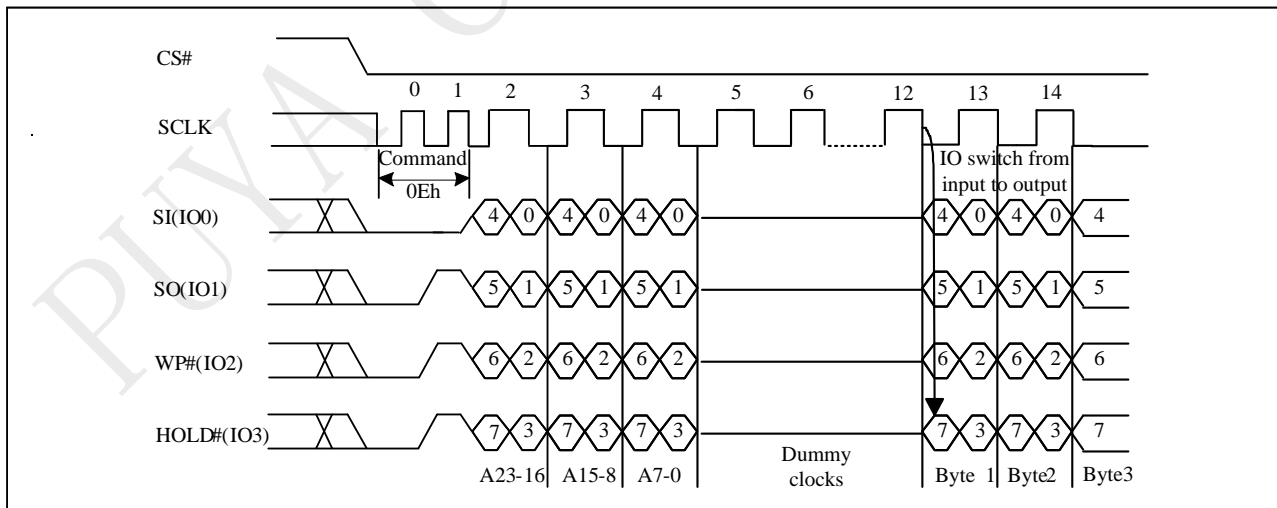 PUYA
CS#
0 1 2 3 4 5 6 12 13 14
SCLK
Command
0Eh
IO switch from
input to output
SI(IO0)
4 0 4 0 4 0 4 0 4 0 4
SO(IO1)
5 1 5 1 5 1 5 1 5 1 5
WP#(IO2)
6 2 6 2 6 2 6 2 6 2 6
HOLD#(IO3)
7 3 7 3 7 3 7 3 7 3 7
A23-16 A15-8 A7-0
Dummy
clocks
Byte 1 Byte2 Byte3